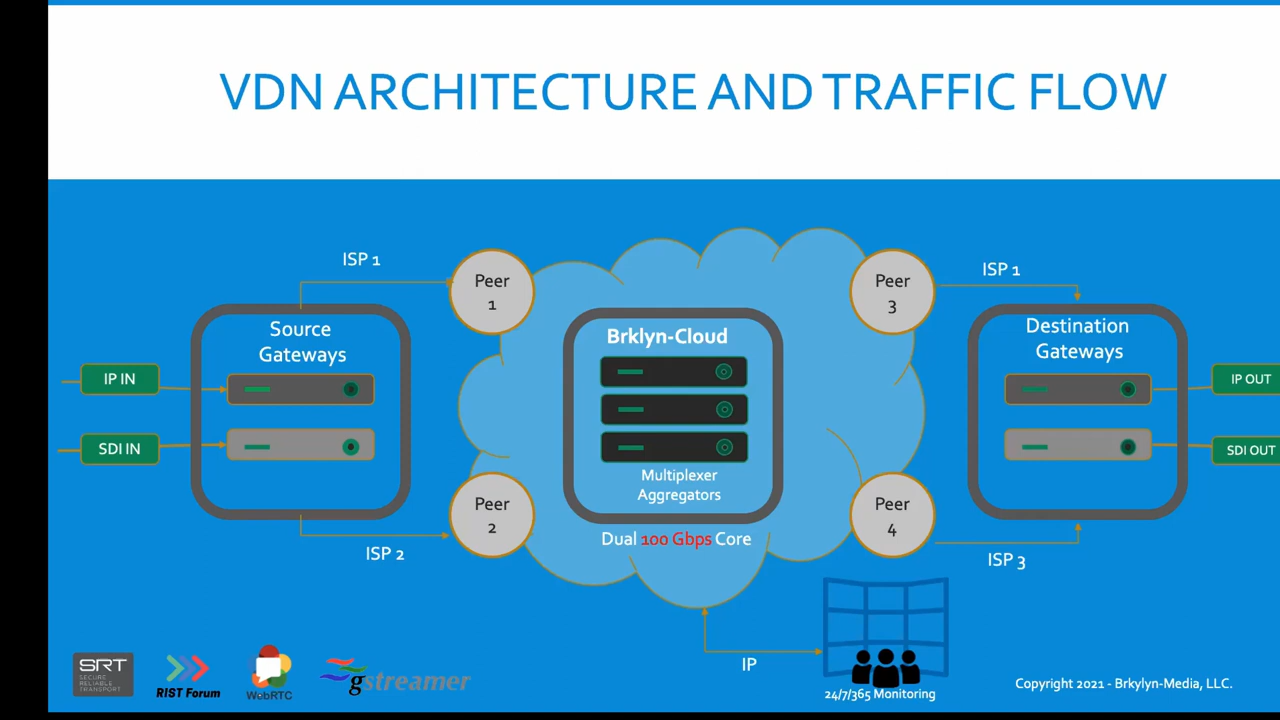 VDN ARCHITECTURE AND TRAFFIC FLOW
ISP 1
Peer
1
Peer
3
ISP 1
Source
Gateways
Brklyn-Cloud
Destination
Gateways
IP IN
IP OUT
SDI IN
SDI OUT
Multiplexer
Aggregators
Peer
2
Peer
4
Dual 100 Gbps Core
ISP 2
ISP 3
IP
SRT
SECURE
RELIABLE
TRANSPORT
RIST Forum
WebRTC
gstreamer
24/7/365 Monitoring
Copyright 2021 - Brkylyn-Media, LLC.